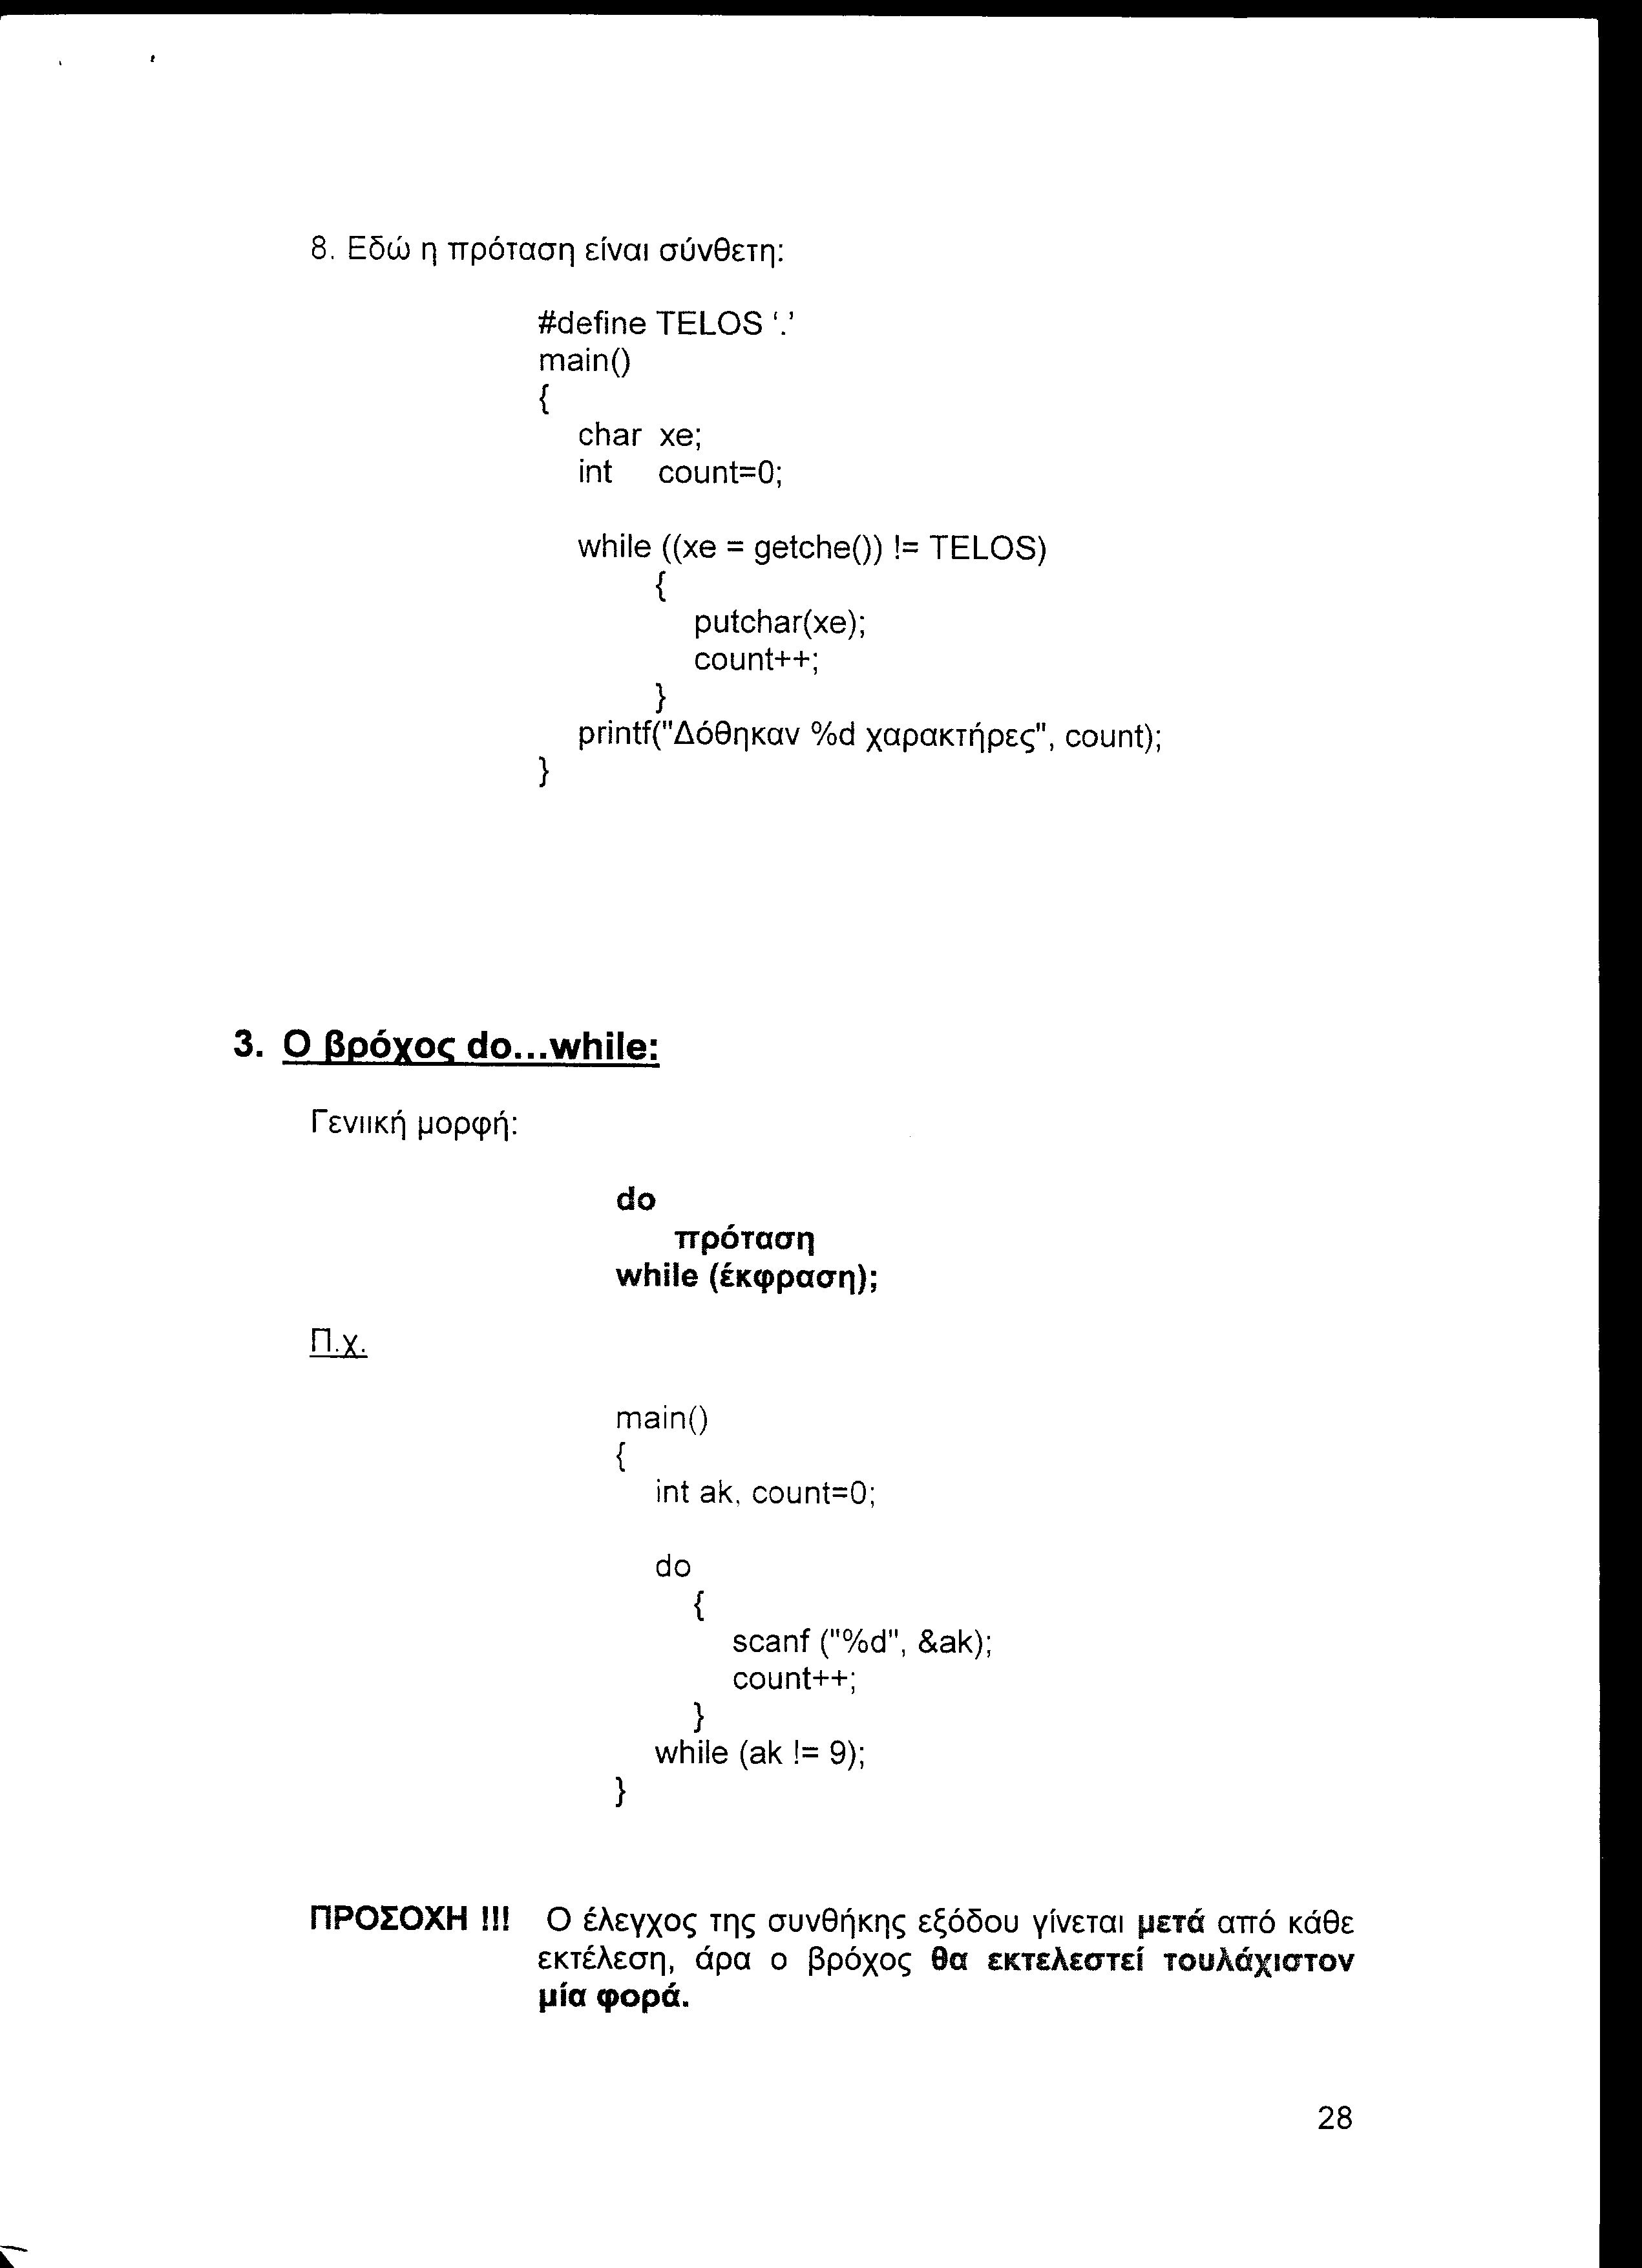 8. Εδώ η πρόταση είναι σύνθετη:
#define TELOS ‘.’
main()
{
char xe;
int count=0;
while ((xe = getche()) != TELOS)
{
putchar(xe);
count++;
}
printf("Δόθηκαν %d χαρακτήρες", count);
}
3. Ο βρόχος do...while:
Γενιική μορφή:
do
πρόταση
while (έκφραση);
Π.χ.
main()
{
int ak, count=0;
do
{
scanf ("%d", &ak);
count++;
}
while (ak != 9);
}
ΠΡΟΣΟΧΗ !!! Ο έλεγχος της συνθήκης εξόδου γίνεται μετά από κάθε
εκτέλεση, άρα ο βρόχος θα εκτελεστεί τουλάχιστον
μία φορά.
28